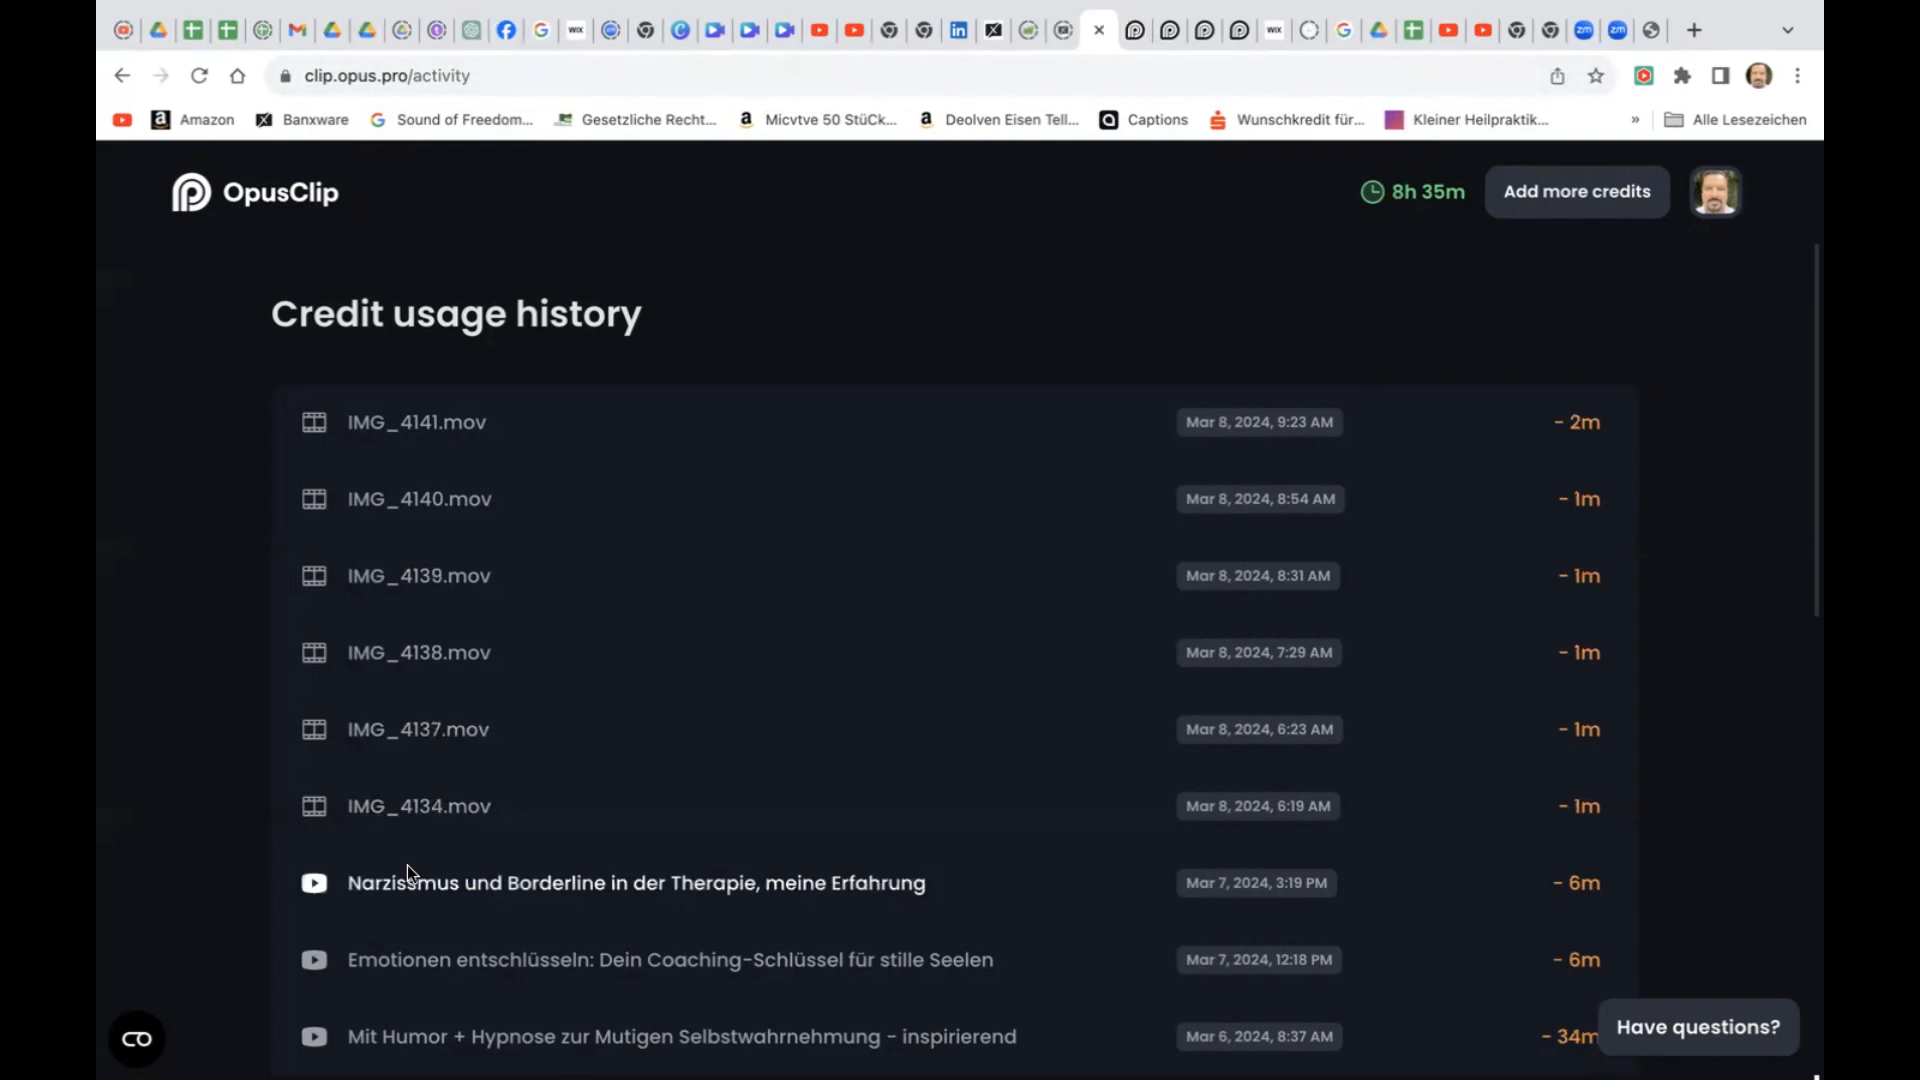 WIX
WIX
zm
zm
clip.opus.pro/activity
Amazon
Banxware
Sound of Freedom...
Gesetzliche Recht...
Micvtve 50 StüCk...
Deolven Eisen Tell...
Captions
Wunschkredit für...
Kleiner Heilpraktik...
»
Alle Lesezeichen
OpusClip
8h 35m
Add more credits
Credit usage history
IMG_4141.mov Mar 8, 2024, 9:23 AM - 2m
IMG_4140.mov Mar 8, 2024, 8:54 AM - 1m
IMG_4139.mov Mar 8, 2024, 8:31 AM - 1m
IMG_4138.mov Mar 8, 2024, 7:29 AM - 1m
IMG_4137.mov Mar 8, 2024, 6:23 AM - 1m
IMG_4134.mov Mar 8, 2024, 6:19 AM - 1m
Narzissmus und Borderline in der Therapie, meine Erfahrung Mar 7, 2024, 3:19 PM - 6m
Emotionen entschlüsseln: Dein Coaching-Schlüssel für stille Seelen Mar 7, 2024, 12:18 PM - 6m
Mit Humor + Hypnose zur Mutigen Selbstwahrnehmung - inspirierend Mar 6, 2024, 8:37 AM - 34m
Have questions?